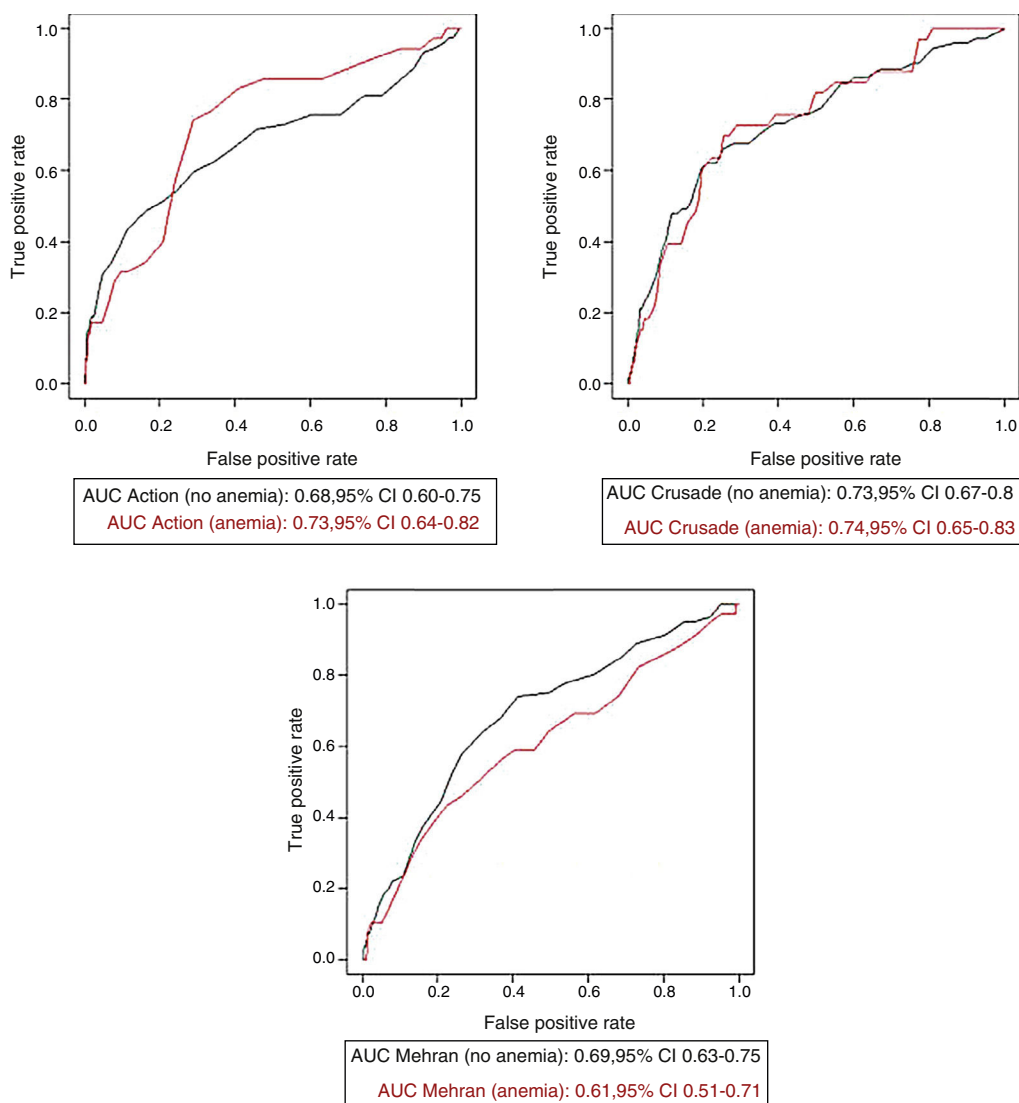 1.0
0.8
0.6
0.4
0.2
0.0
True positive rate
0.0 0.2 0.4 0.6 0.8 1.0
False positive rate
AUC Action (no anemia): 0.68,95% CI 0.60-0.75
AUC Action (anemia): 0.73,95% CI 0.64-0.82
1.0
0.8
0.6
0.4
0.2
0.0
True positive rate
0.0 0.2 0.4 0.6 0.8 1.0
False positive rate
AUC Crusade (no anemia): 0.73,95% CI 0.67-0.8
AUC Crusade (anemia): 0.74,95% CI 0.65-0.83
1.0
0.8
0.6
0.4
0.2
0.0
True positive rate
0.0 0.2 0.4 0.6 0.8 1.0
False positive rate
AUC Mehran (no anemia): 0.69,95% CI 0.63-0.75
AUC Mehran (anemia): 0.61,95% CI 0.51-0.71